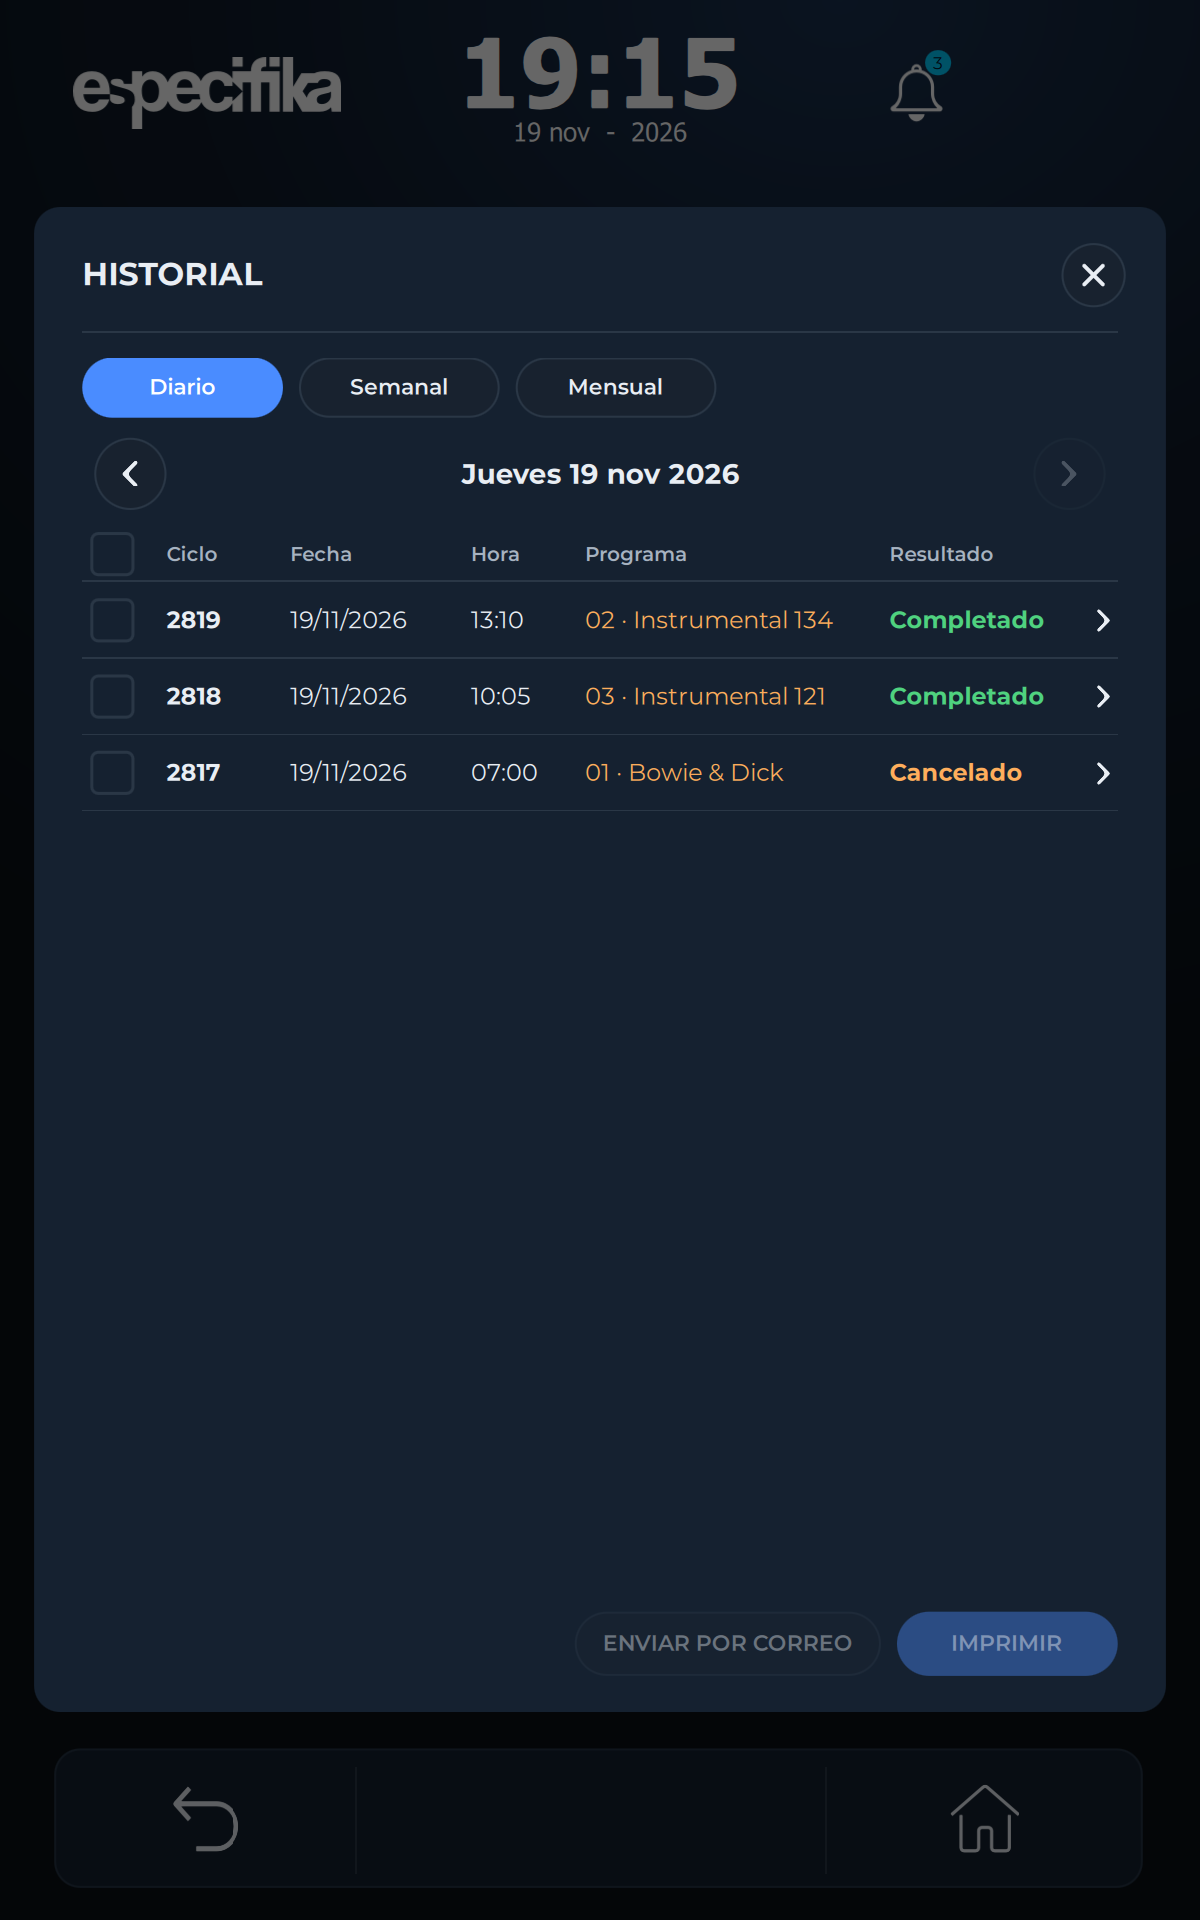 especifika
19:15
3
19 nov - 2026
HISTORIAL
Diario
Semanal
Mensual
Jueves 19 nov 2026
Ciclo Fecha Hora Programa Resultado
2819 19/11/2026 13:10 02 · Instrumental 134 Completado
2818 19/11/2026 10:05 03 · Instrumental 121 Completado
2817 19/11/2026 07:00 01 · Bowie & Dick Cancelado
ENVIAR POR CORREO
IMPRIMIR